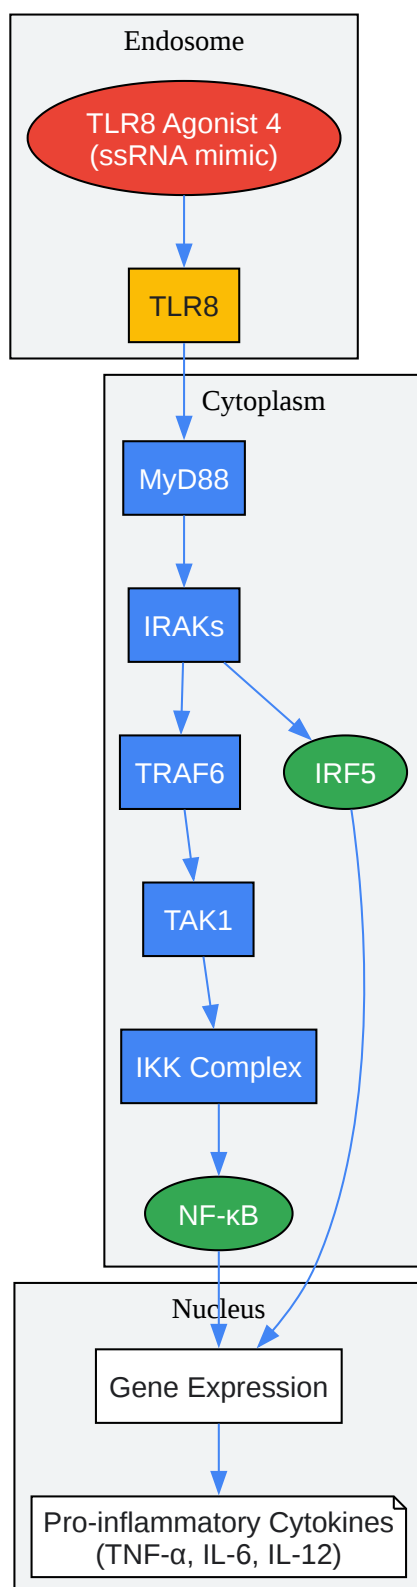 Endosome
TLR8 Agonist 4
(ssRNA mimic)
TLR8
Cytoplasm
MyD88
IRAKs
TRAF6
IRF5
TAK1
IKK Complex
NF-κB
Nucleus
Gene Expression
Pro-inflammatory Cytokines
(TNF-α, IL-6, IL-12)